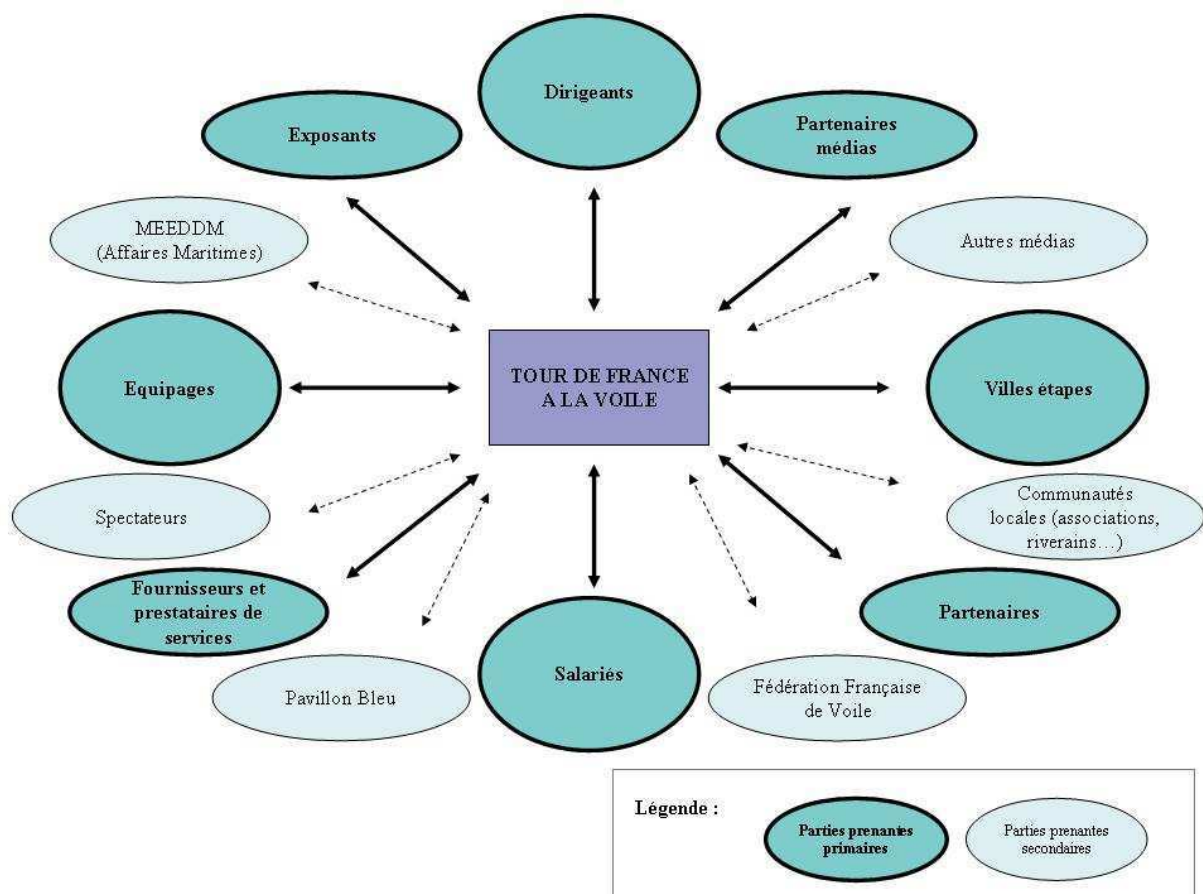 Dirigeants
Exposants
Partenaires
médias
MEEDDM
(Affaires Maritimes)
Autres médias
Equipages
TOUR DE FRANCE
A LA VOILE
Villes étapes
Spectateurs
Communautés
locales (associations,
riverains…)
Fournisseurs et
prestataires de
services
Partenaires
Pavillon Bleu
Salariés
Fédération Française
de Voile
Légende :
Parties prenantes
primaires
Parties prenantes
secondaires